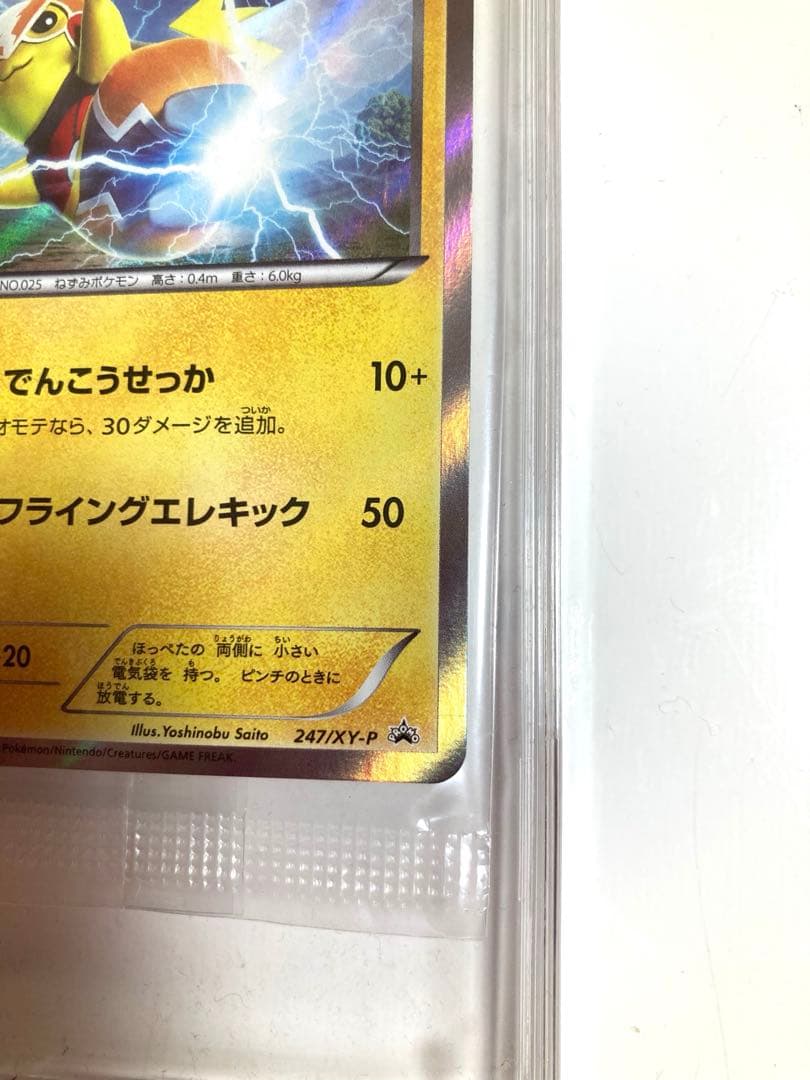 NO.025 ねずみポケモン 高さ:0.4m 重さ:6.0kg
でんこうせっか 10+
オモテなら、30ダメージを追加。
フライングエレキック 50
20
ほっぺたの 両側に 小さい
電気袋を 持つ。 ピンチのときに
放電する。
Illus.Yoshinobu Saito 247/XY-P
Pokémon/Nintendo/Creatures/GAME FREAK.